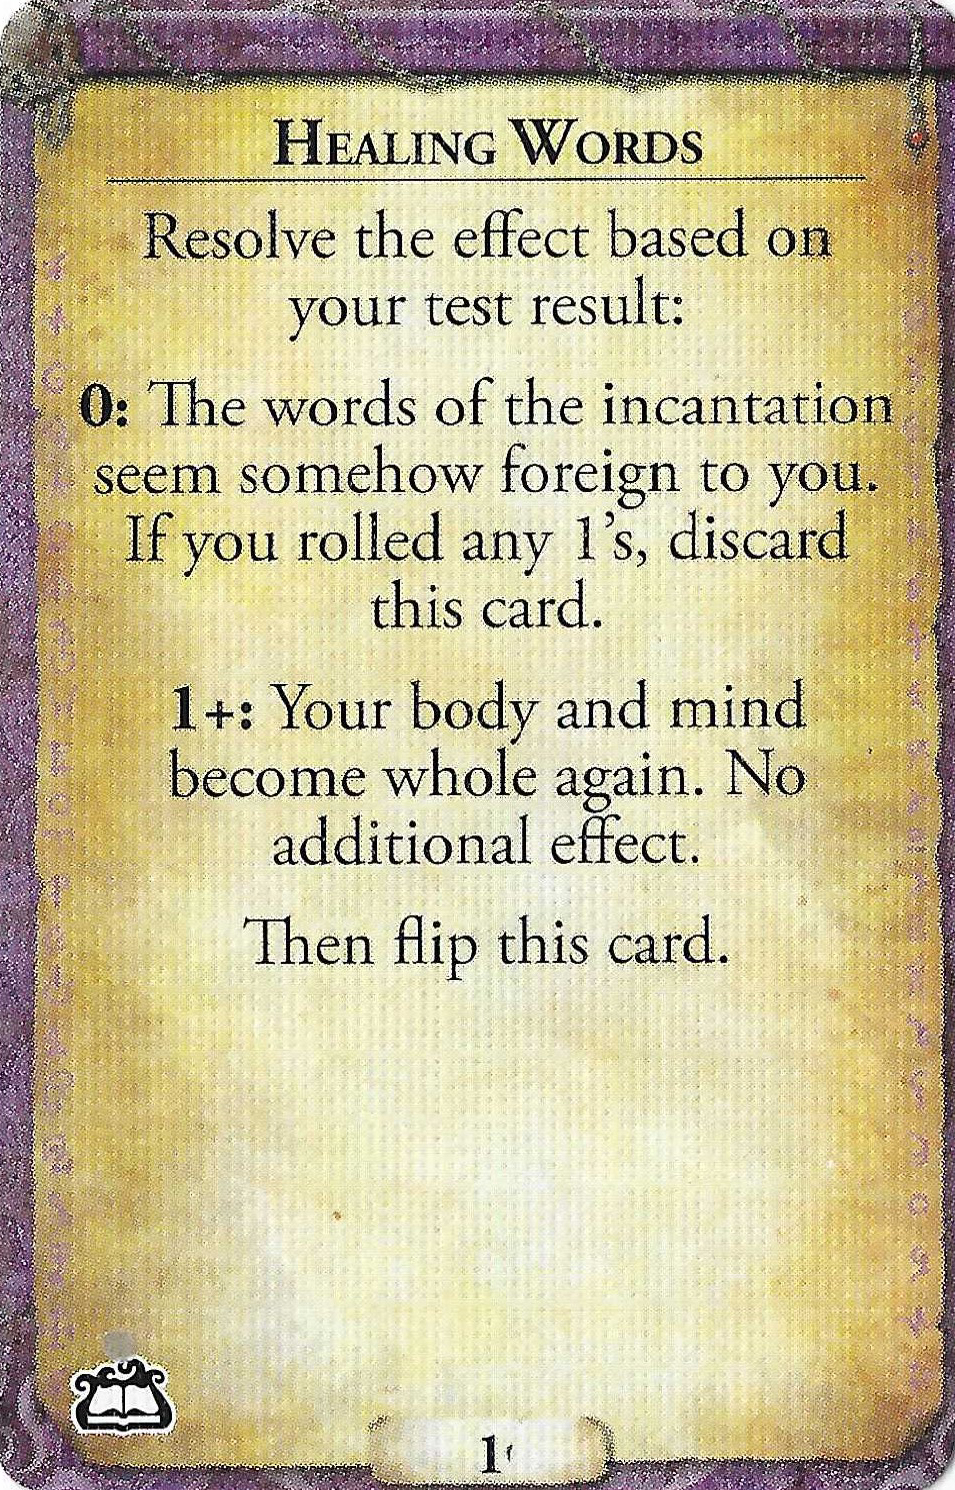 HEALING WORDS
Resolve the effect based on
your test result:
0: The words of the incantation
seem somehow foreign to you.
If you rolled any 1's, discard
this card.
1+: Your body and mind
become whole again. No
additional effect.
Then flip this card.
1